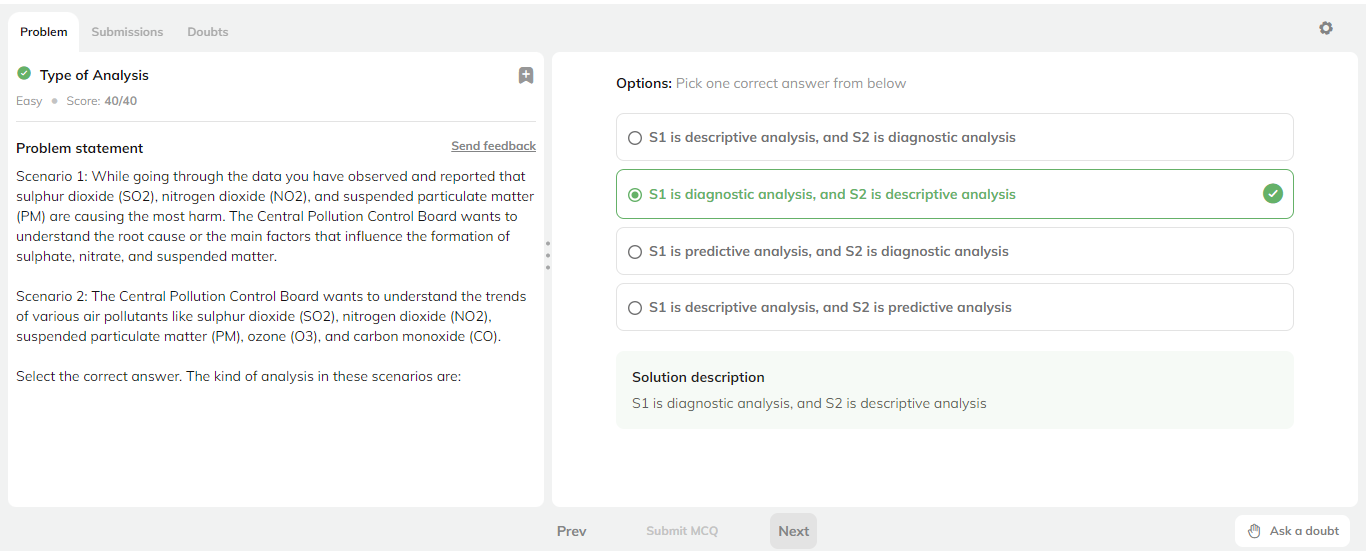 Problem Submissions Doubts
Type of Analysis
Easy Score: 40/40
Problem statement Send feedback
Scenario 1: While going through the data you have observed and reported that
sulphur dioxide (SO2), nitrogen dioxide (NO2), and suspended particulate matter
(PM) are causing the most harm. The Central Pollution Control Board wants to
understand the root cause or the main factors that influence the formation of
sulphate, nitrate, and suspended matter.
Scenario 2: The Central Pollution Control Board wants to understand the trends
of various air pollutants like sulphur dioxide (SO2), nitrogen dioxide (NO2),
suspended particulate matter (PM), ozone (O3), and carbon monoxide (CO).
Select the correct answer. The kind of analysis in these scenarios are:
Options: Pick one correct answer from below
S1 is descriptive analysis, and S2 is diagnostic analysis
S1 is diagnostic analysis, and S2 is descriptive analysis
S1 is predictive analysis, and S2 is diagnostic analysis
S1 is descriptive analysis, and S2 is predictive analysis
Solution description
S1 is diagnostic analysis, and S2 is descriptive analysis
Prev Submit MCQ Next Ask a doubt